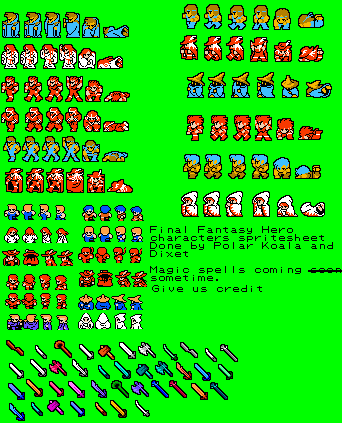 Final Fantasy Hero
characters spritesheet
Done by Polar Koala and
Dixet
Magic spells coming soon
sometime.
Give us credit